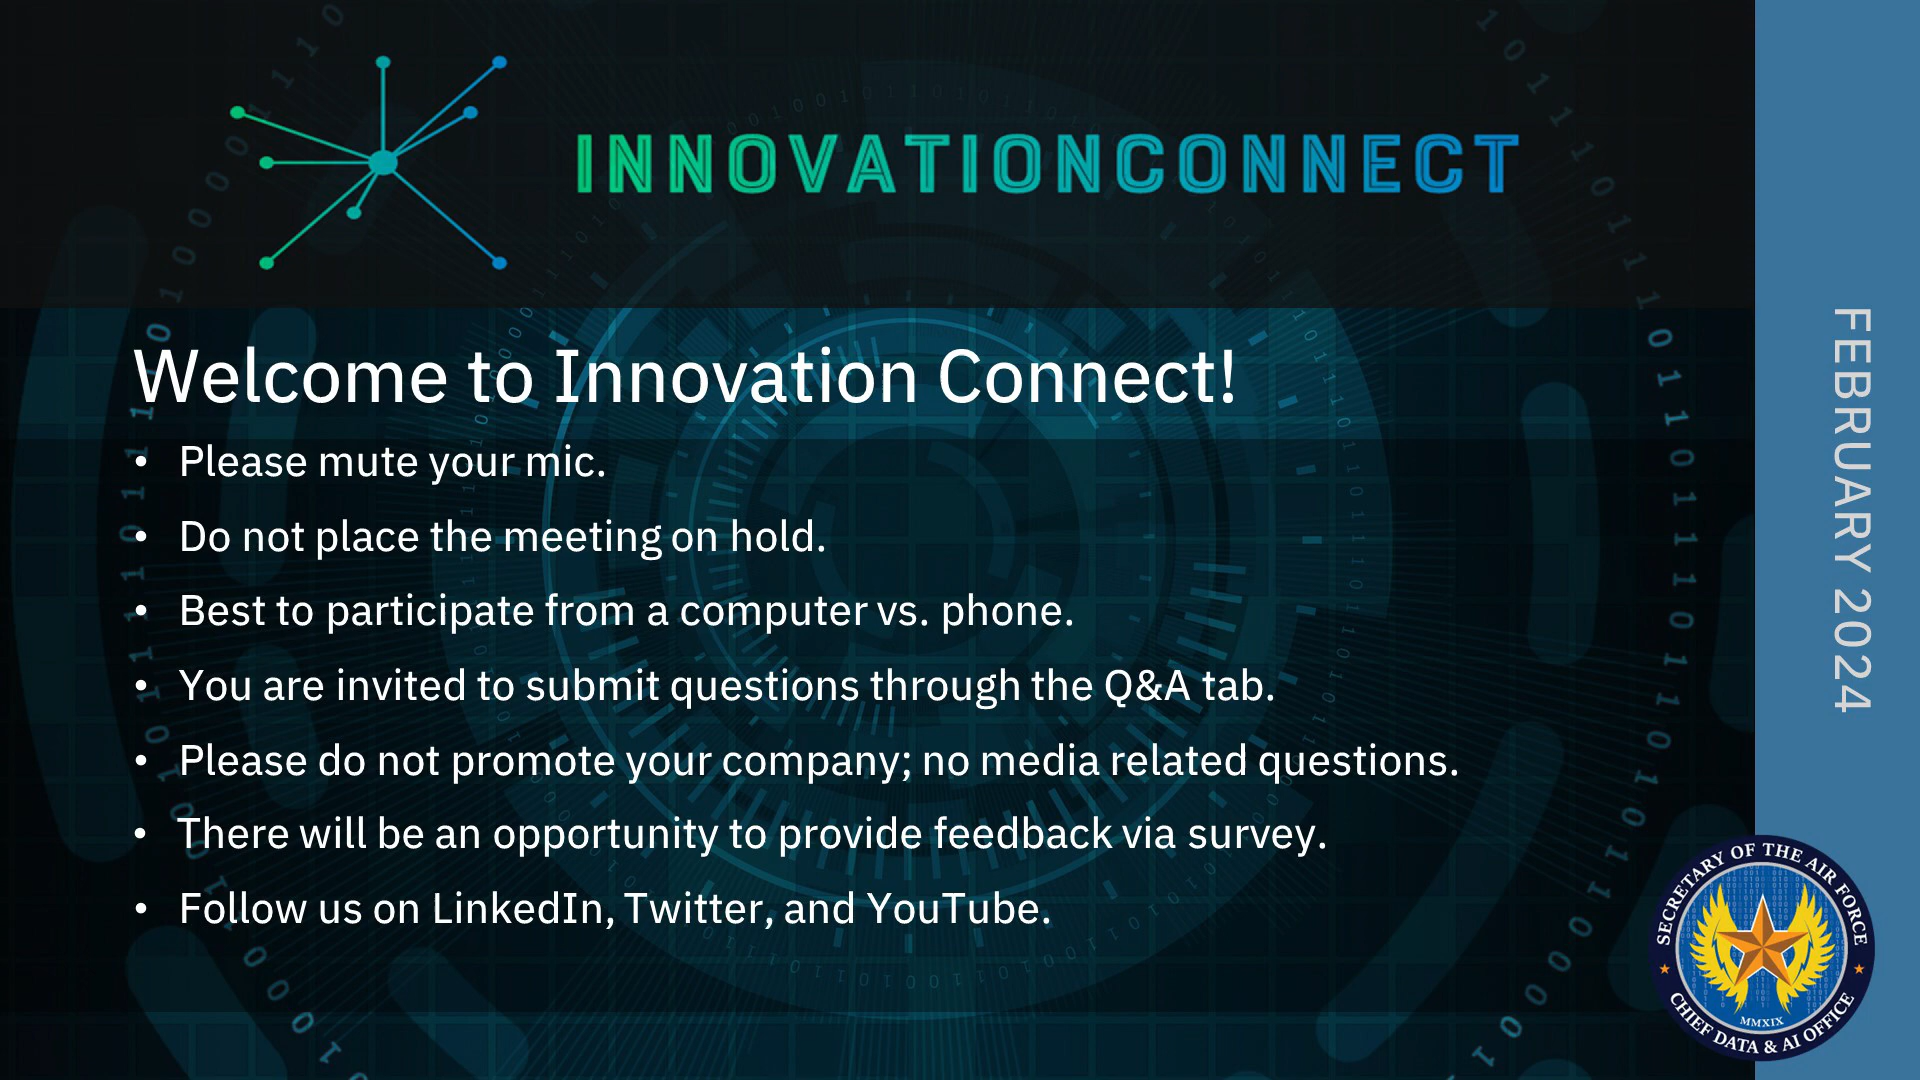 INNOVATIONCONNECT
Welcome to Innovation Connect!
• Please mute your mic.
• Do not place the meeting on hold.
• Best to participate from a computer vs. phone.
• You are invited to submit questions through the Q&A tab.
• Please do not promote your company; no media related questions.
• There will be an opportunity to provide feedback via survey.
• Follow us on LinkedIn, Twitter, and YouTube.
FEBRUARY 2024
SECRETARY OF THE AIR FORCE
MMXIX
CHIEF DATA & AI OFFICE